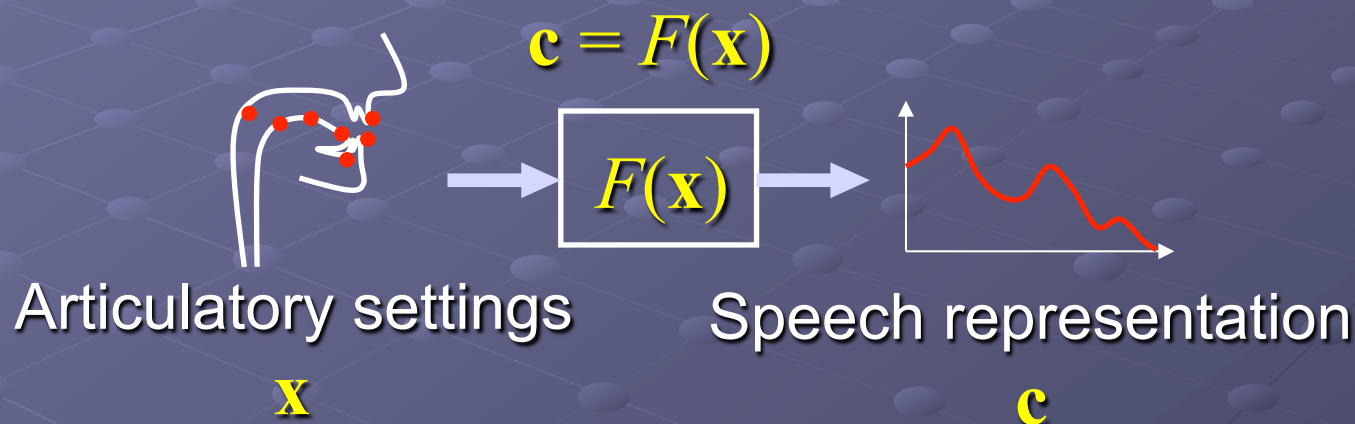 c = F(x)
F(x)
Articulatory settings
x
Speech representation
c